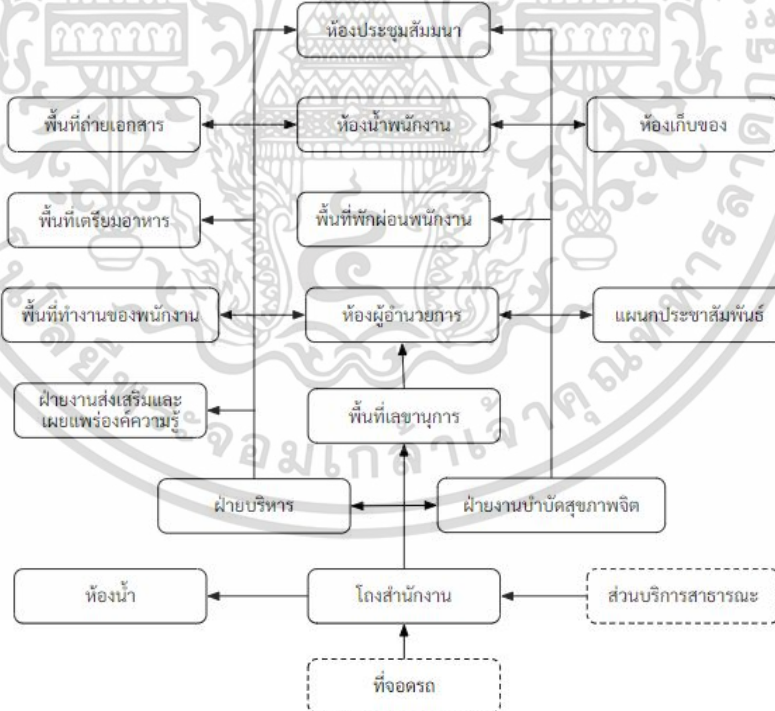 ห้องประชุมสัมมนา
พื้นที่ถ่ายเอกสาร
ห้องน้ำพนักงาน
ห้องเก็บของ
พื้นที่เตรียมอาหาร
พื้นที่พักผ่อนพนักงาน
พื้นที่ทำงานของพนักงาน
ห้องผู้อำนวยการ
แผนกประชาสัมพันธ์
ฝ่ายงานส่งเสริมและ
เผยแพร่องค์ความรู้
พื้นที่เลขานุการ
ฝ่ายบริหาร
ฝ่ายงานบำบัดสุขภาพจิต
ห้องน้ำ
โถงสำนักงาน
ส่วนบริการสาธารณะ
ที่จอดรถ